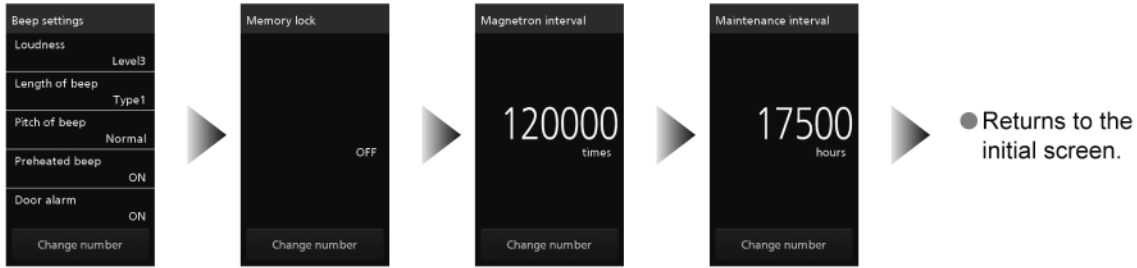 Beep settings
Loudness
Level3
Length of beep
Type1
Pitch of beep
Normal
Preheated beep
ON
Door alarm
ON
Change number
Memory lock
OFF
Change number
Magnetron interval
120000
times
Change number
Maintenance interval
17500
hours
Change number
● Returns to the
initial screen.